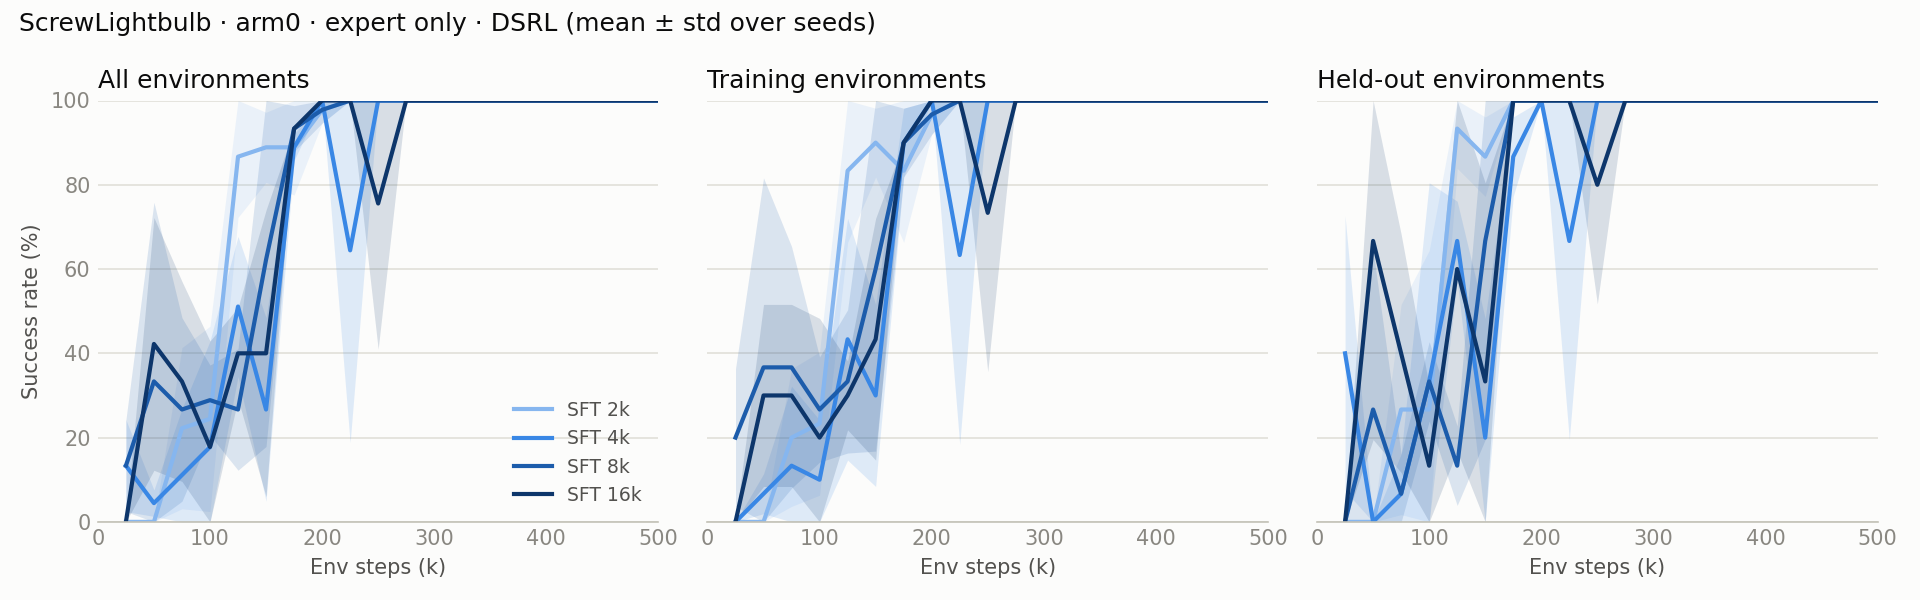 ScrewLightbulb · arm0 · expert only · DSRL (mean ± std over seeds)
All environments
Training environments
Held-out environments
Success rate (%)
100
80
60
40
20
0
SFT 2k
SFT 4k
SFT 8k
SFT 16k
0 100 200 300 400 500
0 100 200 300 400 500
0 100 200 300 400 500
Env steps (k)
Env steps (k)
Env steps (k)